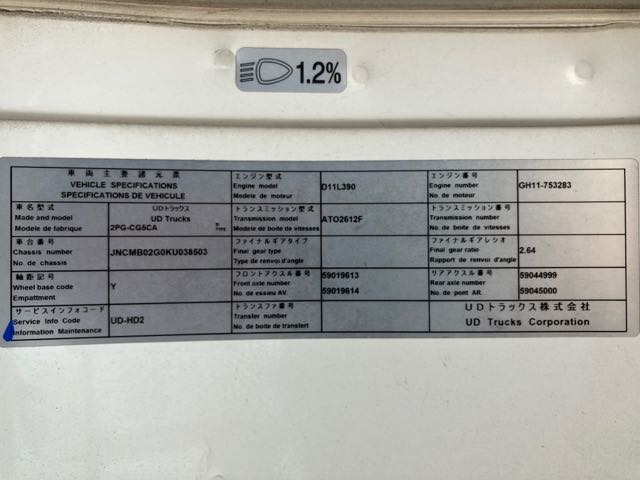 1.2%
車両主要諸元票
VEHICLE SPECIFICATIONS
SPECIFICATIONS DE VEHICULE
エンジン型式
Engine model
Modele de moteur
D11L390
エンジン番号
Engine number
No. de moteur
GH11-753283
車名型式
Made and model
Modele de fabrique
UDトラックス
UD Trucks
2PG-CG5CA
トランスミッション型式
Transmission model
Modele de boite de vitesses
ATO2612F
トランスミッション番号
Transmission number
No. de boite de vitesses
車台番号
Chassis number
No. de chassis
JNCMB02G0KU038503
ファイナルギアタイプ
Final gear type
Type de renvoi d'angle
ファイナルギアレシオ
Final gear ratio
Rapport de renvoi d'angle
2.64
軸距記号
Wheel base code
Empattment
Y
フロントアクスル番号
Front axle number
No. de essieu AV.
59019613
59019614
リアアクスル番号
Rear axle number
No. de pont AR.
59044999
59045000
サービスインフォコード
Service Info Code
Information Maintenance
UD-HD2
トランスファ番号
Transfer number
No. de boite de transfert
UDトラックス株式会社
UD Trucks Corporation